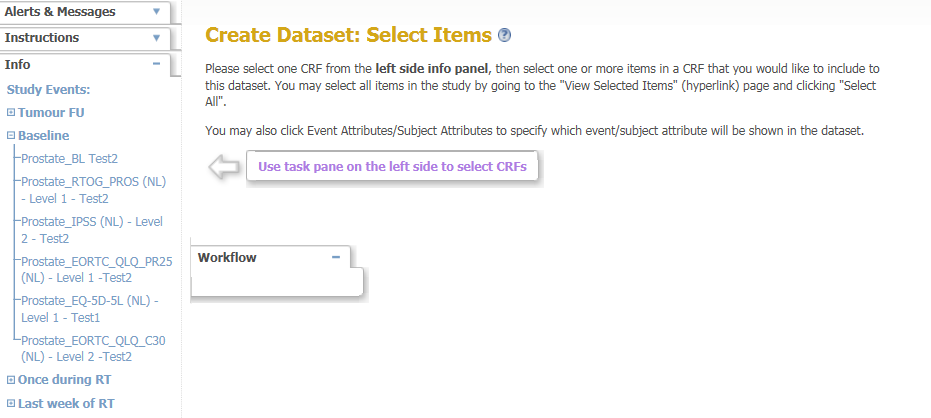 Alerts & Messages
Instructions
Info
Study Events:
Tumour FU
Baseline
Prostate_BL Test2
Prostate_RTOG_PROS (NL)
- Level 1 - Test2
Prostate_IPSS (NL) - Level
2 - Test2
Prostate_EORTC_QLQ_PR25
(NL) - Level 1 -Test2
Prostate_EQ-5D-5L (NL) -
Level 1 - Test1
Prostate_EORTC_QLQ_C30
(NL) - Level 2 -Test2
Once during RT
Last week of RT
Create Dataset: Select Items ?
Please select one CRF from the left side info panel, then select one or more items in a CRF that you would like to include to
this dataset. You may select all items in the study by going to the "View Selected Items" (hyperlink) page and clicking "Select
All".
You may also click Event Attributes/Subject Attributes to specify which event/subject attribute will be shown in the dataset.
Use task pane on the left side to select CRFs
Workflow